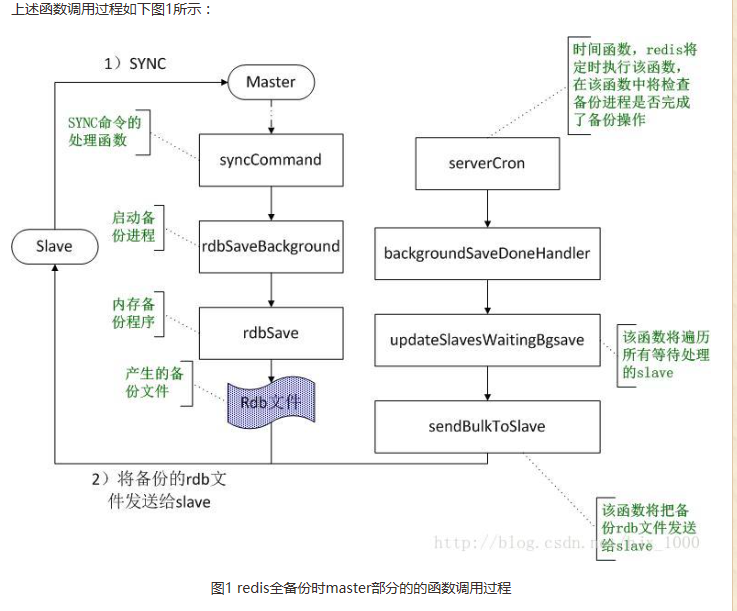 上述函数调用过程如下图1所示：
1）SYNC
Master
SYNC命令的
处理函数
syncCommand
启动备
份进程
Slave
rdbSaveBackground
内存备
份程序
rdbSave
产生的备
份文件
Rdb文件
2）将备份的rdb文
件发送给slave
时间函数，redis将
定时执行该函数，
在该函数中将检查
备份进程是否完成
了备份操作
serverCron
backgroundSaveDoneHandler
updateSlavesWaitingBgsave
该函数将遍历
所有等待处理
的slave
sendBulkToSlave
该函数将把备
份rdb文件发送
给slave
图1 redis全备份时master部分的的函数调用过程